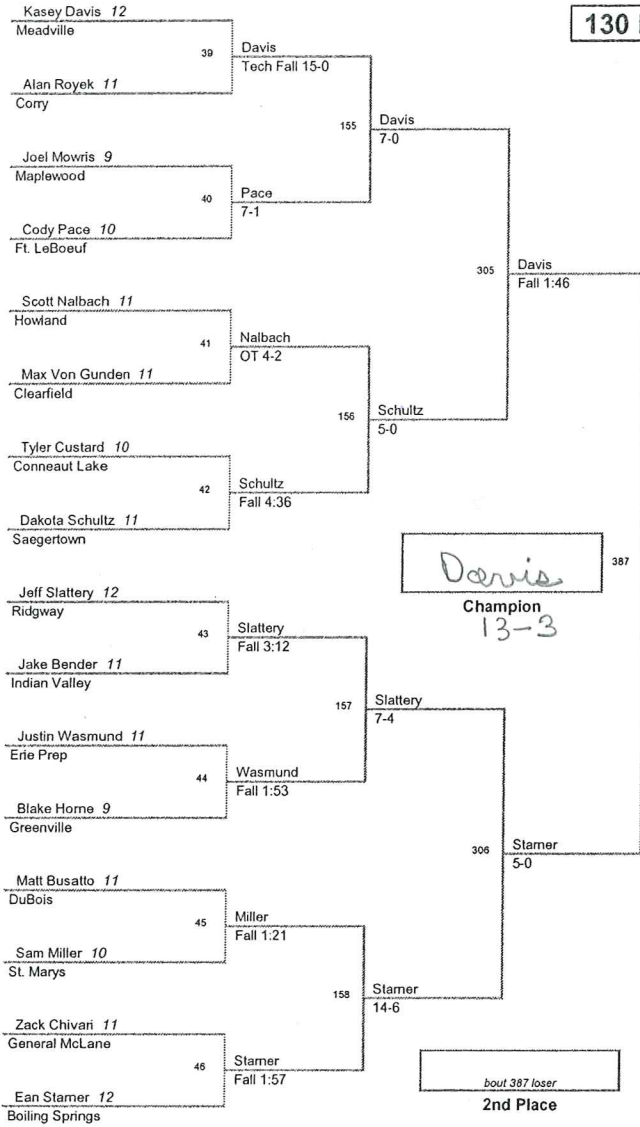 130
Kasey Davis 12
Meadville
39
Davis
Tech Fall 15-0
Alan Royek 11
Corry
155
Davis
7-0
Joel Mowris 9
Maplewood
40
Pace
7-1
Cody Pace 10
Ft. LeBoeuf
305
Davis
Fall 1:46
Scott Nalbach 11
Howland
41
Nalbach
OT 4-2
Max Von Gunden 11
Clearfield
156
Schultz
5-0
Tyler Custard 10
Conneaut Lake
42
Schultz
Fall 4:36
Dakota Schultz 11
Saegertown
Davis
387
Champion
13-3
Jeff Slattery 12
Ridgway
43
Slattery
Fall 3:12
Jake Bender 11
Indian Valley
157
Slattery
7-4
Justin Wasmund 11
Erie Prep
44
Wasmund
Fall 1:53
Blake Horne 9
Greenville
306
Starner
5-0
Matt Busatto 11
DuBois
45
Miller
Fall 1:21
Sam Miller 10
St. Marys
158
Starner
14-6
Zack Chivari 11
General McLane
46
Starner
Fall 1:57
Ean Starner 12
Boiling Springs
bout 387 loser
2nd Place